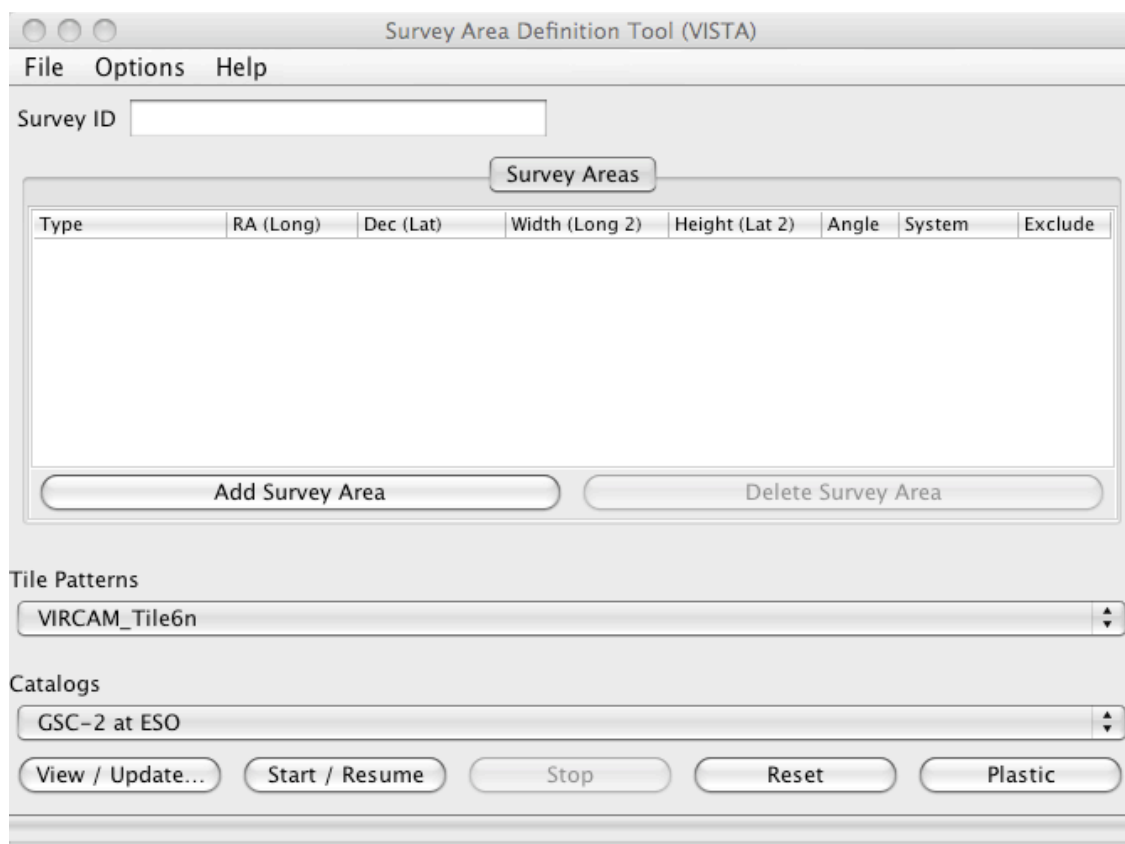 Survey Area Definition Tool (VISTA)
File Options Help
Survey ID
Survey Areas
Type RA (Long) Dec (Lat) Width (Long 2) Height (Lat 2) Angle System Exclude
Add Survey Area Delete Survey Area
Tile Patterns
VIRCAM_Tile6n
Catalogs
GSC-2 at ESO
View / Update... Start / Resume Stop Reset Plastic